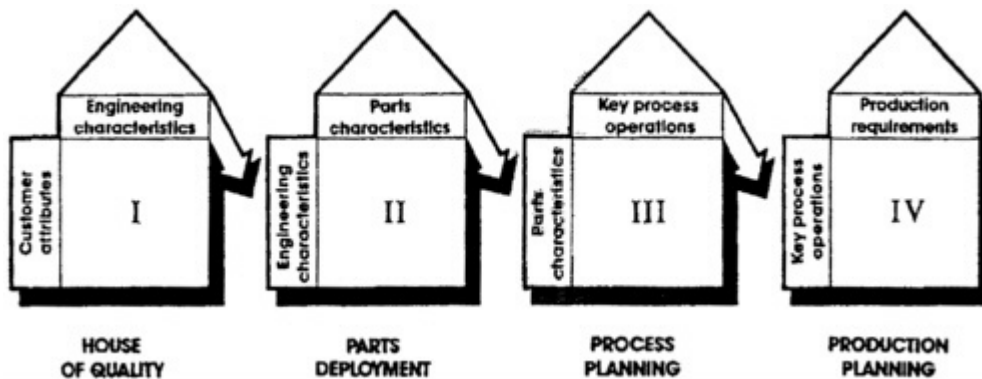 Engineering
characteristics
Customer
attributes
I
HOUSE
OF QUALITY
Parts
characteristics
Engineering
characteristics
II
PARTS
DEPLOYMENT
Key process
operations
Parts
characteristics
III
PROCESS
PLANNING
Production
requirements
Key process
operations
IV
PRODUCTION
PLANNING